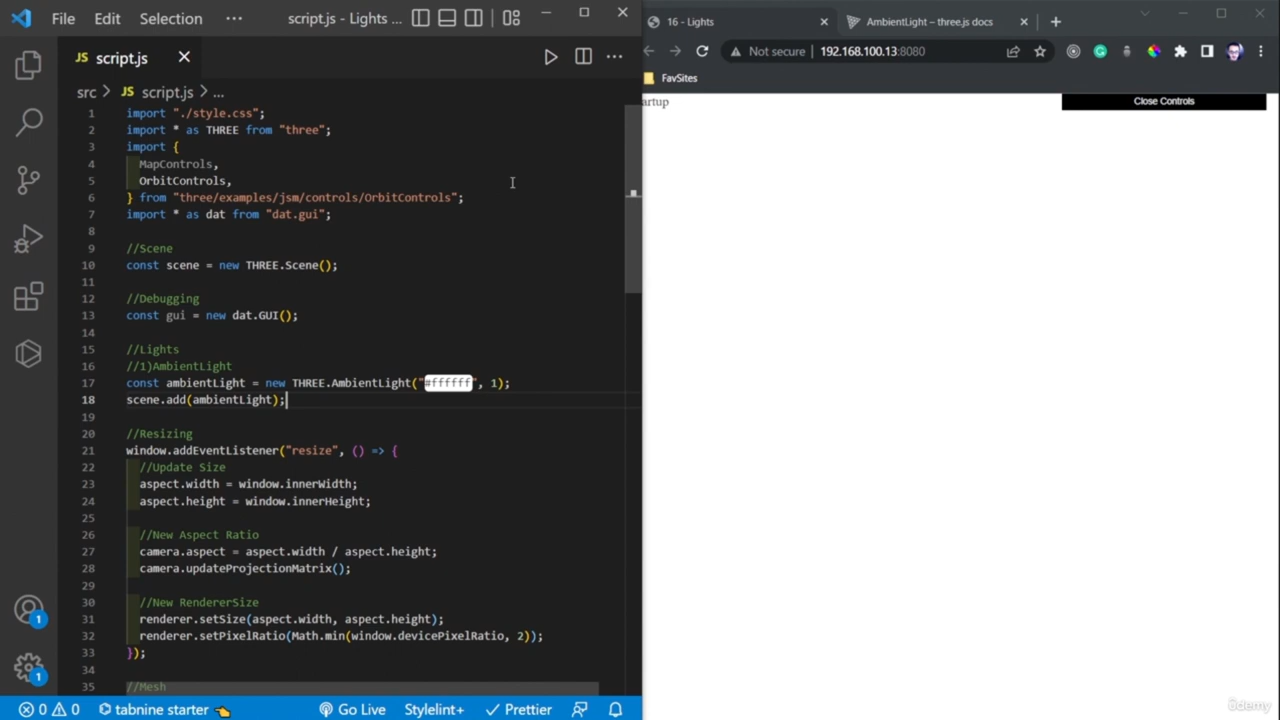 File Edit Selection ··· script.js - Lights ...
JS script.js
src > JS script.js > ...
1 import "./style.css";
2 import * as THREE from "three";
3 import {
4 MapControls,
5 OrbitControls,
6 } from "three/examples/jsm/controls/OrbitControls";
7 import * as dat from "dat.gui";
8
9 //Scene
10 const scene = new THREE.Scene();
11
12 //Debugging
13 const gui = new dat.GUI();
14
15 //Lights
16 //1)AmbientLight
17 const ambientLight = new THREE.AmbientLight("#ffffff", 1);
18 scene.add(ambientLight);
19
20 //Resizing
21 window.addEventListener("resize", () => {
22 //Update Size
23 aspect.width = window.innerWidth;
24 aspect.height = window.innerHeight;
25
26 //New Aspect Ratio
27 camera.aspect = aspect.width / aspect.height;
28 camera.updateProjectionMatrix();
29
30 //New RendererSize
31 renderer.setSize(aspect.width, aspect.height);
32 renderer.setPixelRatio(Math.min(window.devicePixelRatio, 2));
33 });
34
35 //Mesh
1
1
0 0 tabnine starter 👈 Go Live Stylelint+ Prettier
16 - Lights AmbientLight – three.js docs
Not secure 192.168.100.13:8080
FavSites
artup
Close Controls
ûdemy